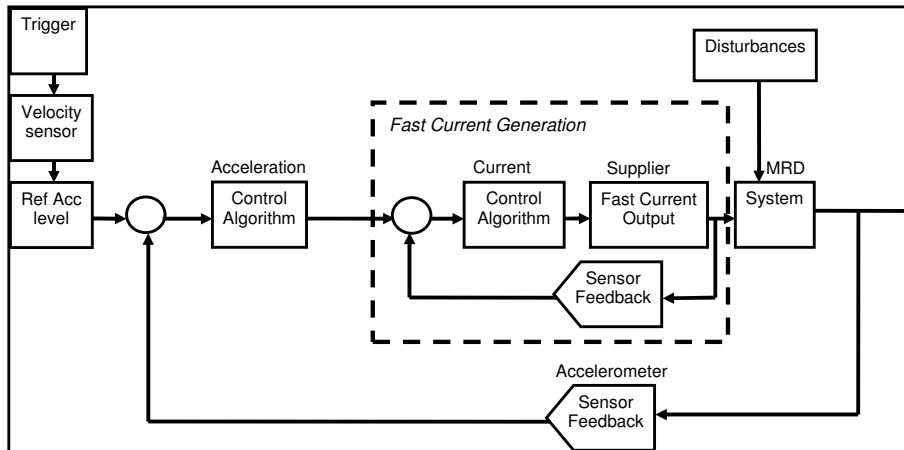 Trigger
Disturbances
Velocity
sensor
Fast Current Generation
Acceleration
Current
Supplier
MRD
Ref Acc
level
Control
Algorithm
Control
Algorithm
Fast Current
Output
System
Sensor
Feedback
Accelerometer
Sensor
Feedback